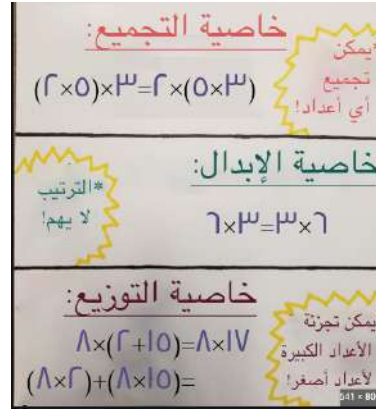 خاصية التجميع:
*يمكن
تجميع
أي أعداد!
(٣×٥)×٢=٣×(٥×٢)
خاصية الإبدال:
٦×٣=٣×٦
*الترتيب
لا يهم!
خاصية التوزيع:
يمكن تجزئة
الأعداد الكبيرة
لأعداد أصغر!
١٧×٨=(١٥+٢)×٨
=(١٥×٨)+(٢×٨)